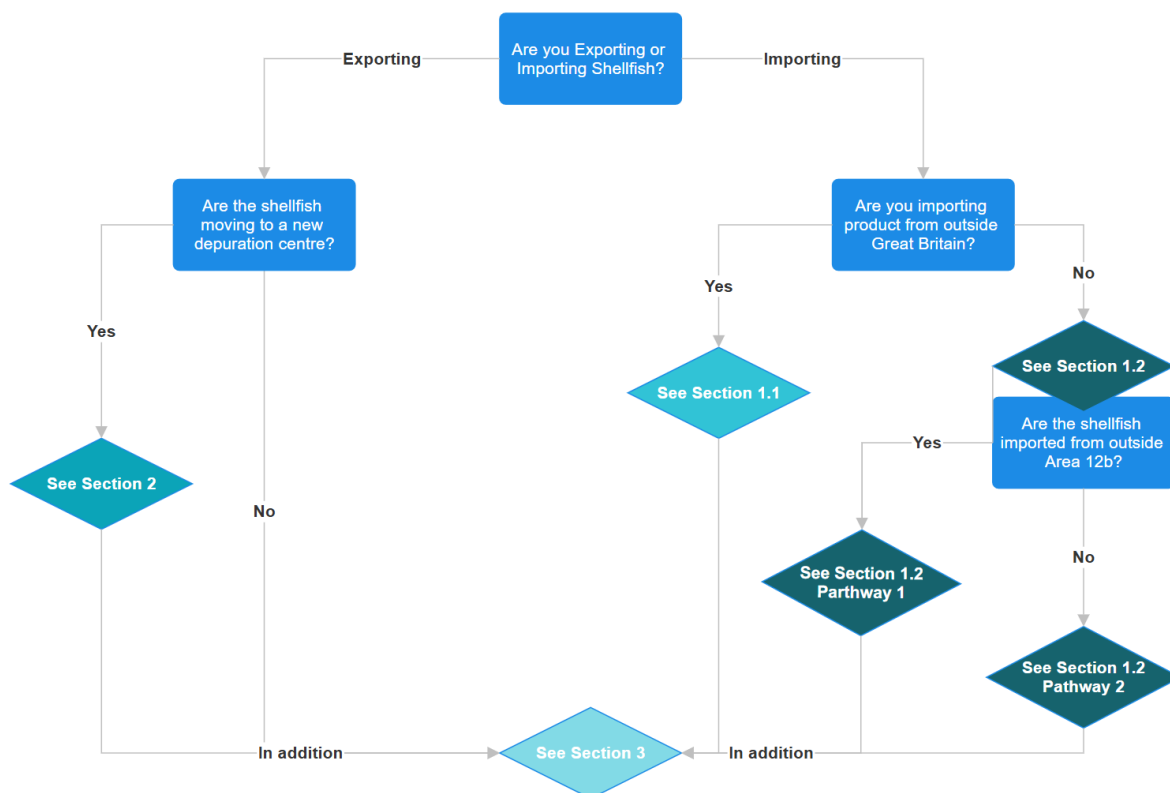 Are you Exporting or
Importing Shellfish?
Exporting
Importing
Are the shellfish
moving to a new
depuration centre?
Are you importing
product from outside
Great Britain?
No
Yes
Yes
See Section 1.2
See Section 1.1
Are the shellfish
imported from outside
Area 12b?
Yes
See Section 2
No
No
See Section 1.2
Parthway 1
See Section 1.2
Pathway 2
In addition
See Section 3
In addition